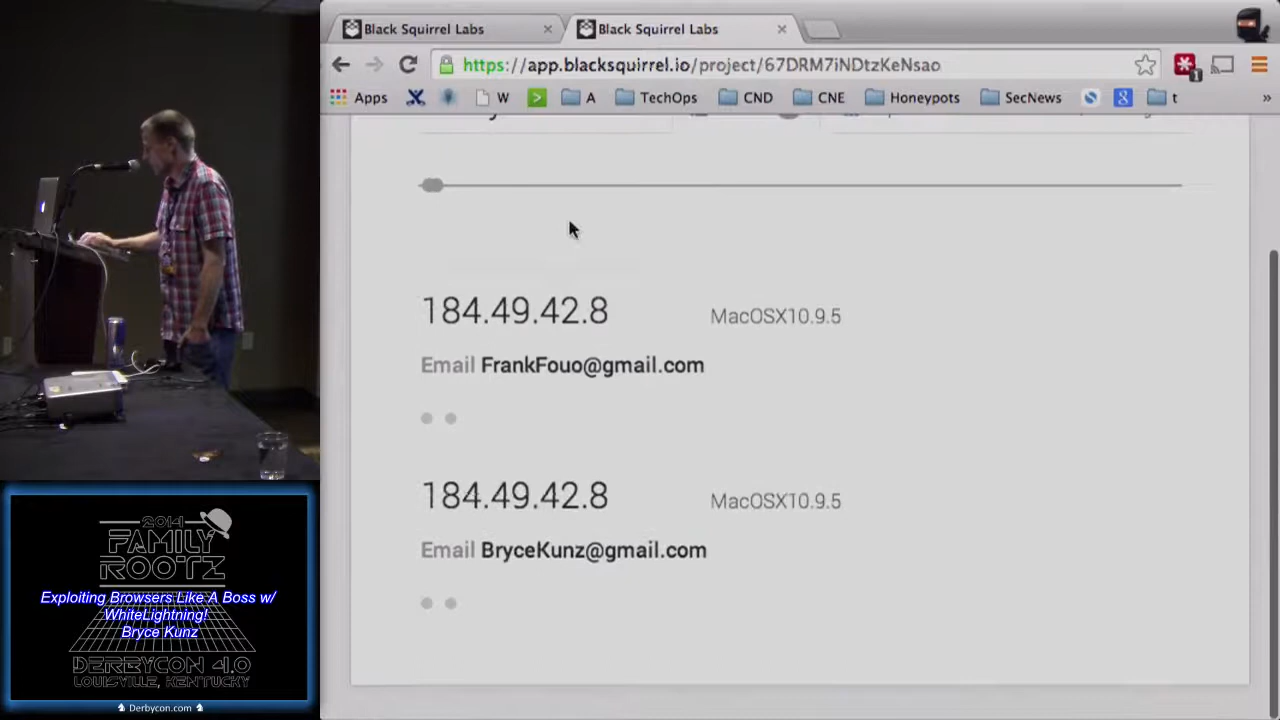 Black Squirrel Labs
Black Squirrel Labs
https://app.blacksquirrel.io/project/67DRM7iNDtzKeNsao
1
Apps
W
A
TechOps
CND
CNE
Honeypots
SecNews
t
»
184.49.42.8
MacOSX10.9.5
Email FrankFouo@gmail.com
184.49.42.8
MacOSX10.9.5
Email BryceKunz@gmail.com
2014
FAMILY
ROOTZ
Exploiting Browsers Like A Boss w/
WhiteLightning!
Bryce Kunz
DERBYCON 4.0
LOUISVILLE, KENTUCKY
Derbycon.com